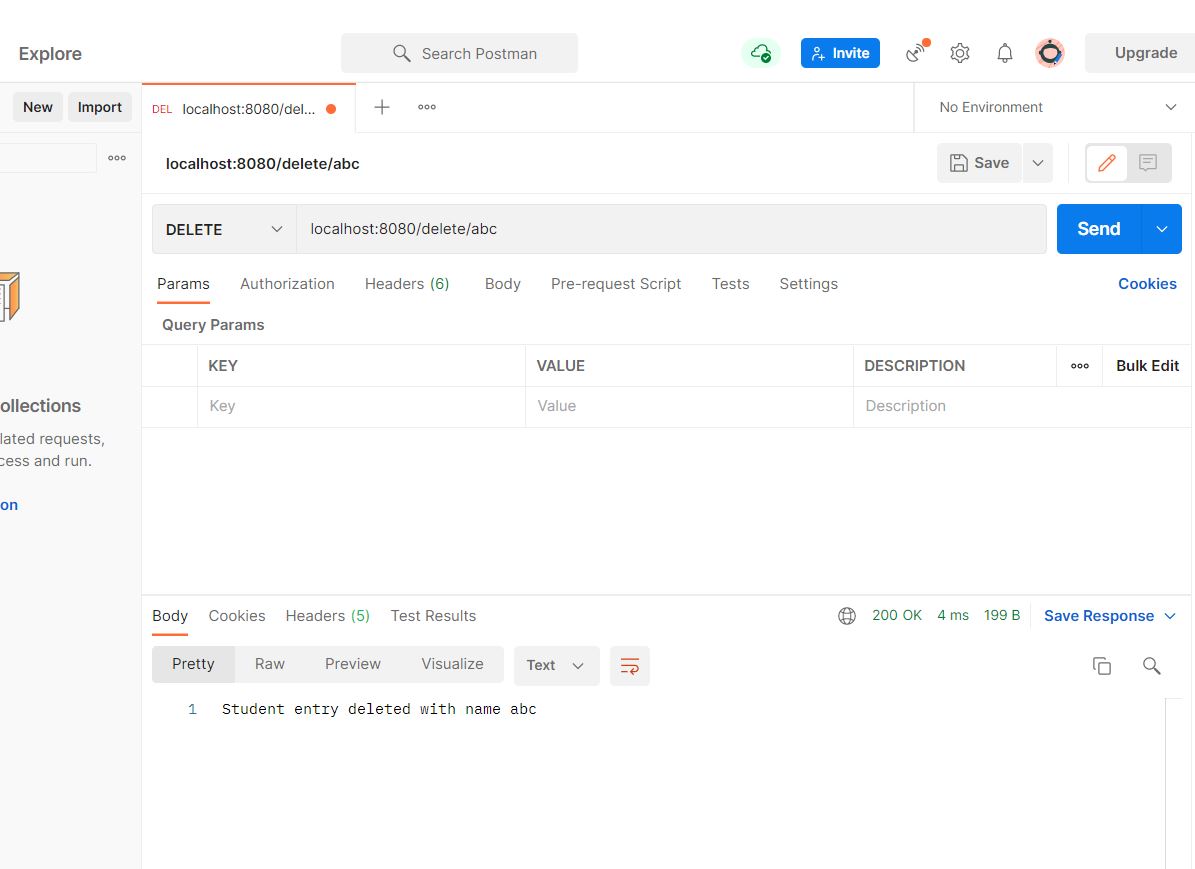 Explore
Search Postman
Invite
Upgrade
New
Import
DEL localhost:8080/del...
No Environment
localhost:8080/delete/abc
Save
DELETE
localhost:8080/delete/abc
Send
Params
Authorization
Headers (6)
Body
Pre-request Script
Tests
Settings
Cookies
Query Params
KEY
VALUE
DESCRIPTION
Bulk Edit
Key
Value
Description
ollections
lated requests,
cess and run.
on
Body
Cookies
Headers (5)
Test Results
200 OK
4 ms
199 B
Save Response
Pretty
Raw
Preview
Visualize
Text
1 Student entry deleted with name abc